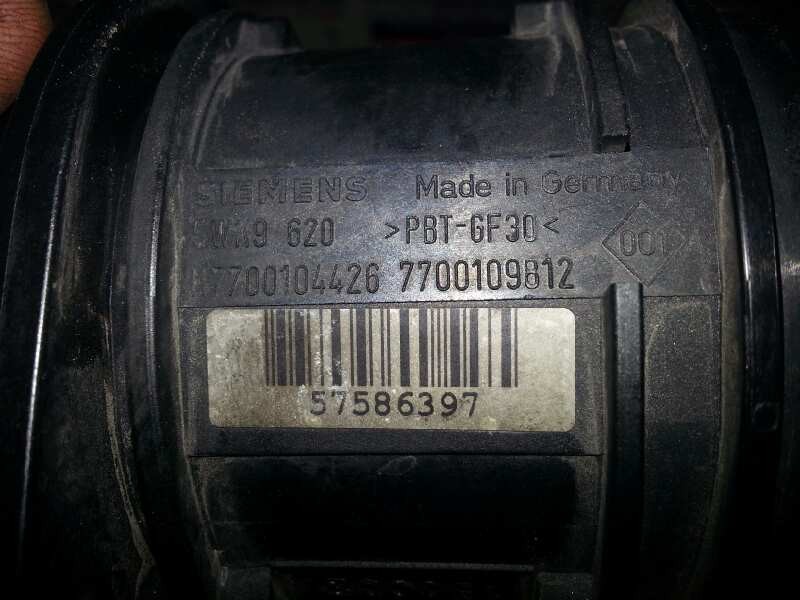 SIEMENS Made in Germany
5WK9 620 >PBT-GF30<
7700104426 7700109812
57586397